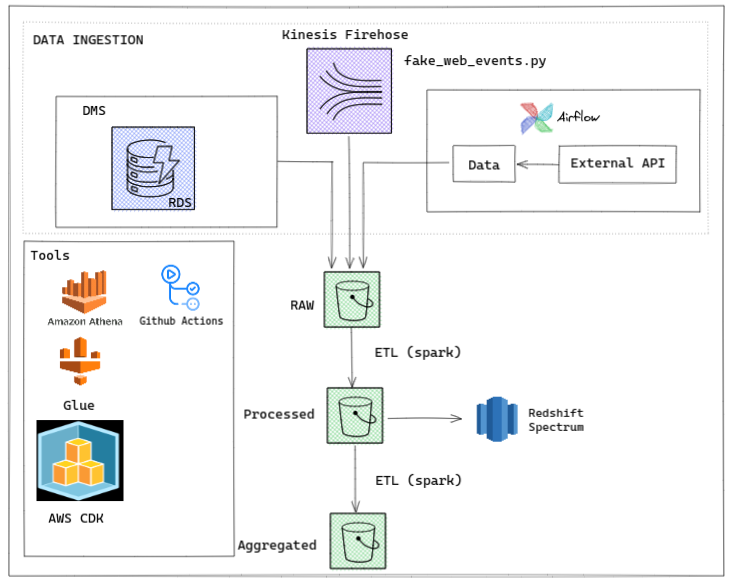 DATA INGESTION
Kinesis Firehose
fake_web_events.py
DMS
RDS
Airflow
Data
External API
Tools
Amazon Athena
Github Actions
Glue
AWS CDK
RAW
ETL (spark)
Processed
Redshift
Spectrum
ETL (spark)
Aggregated